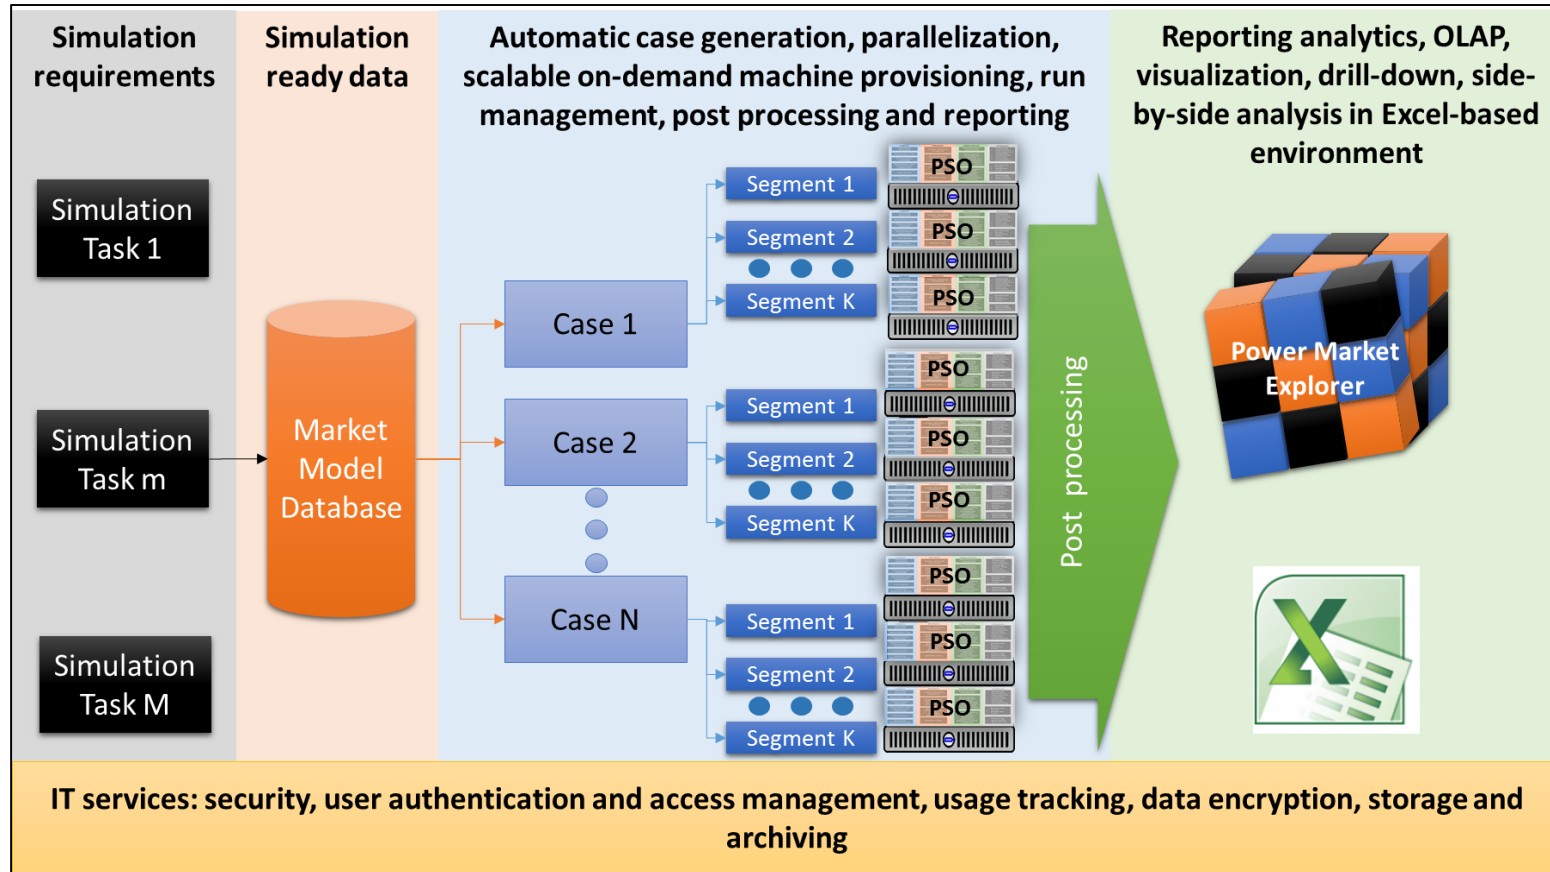 Simulation
requirements
Simulation
ready data
Automatic case generation, parallelization,
scalable on-demand machine provisioning, run
management, post processing and reporting
Reporting analytics, OLAP,
visualization, drill-down, side-
by-side analysis in Excel-based
environment
Simulation
Task 1
Simulation
Task m
Simulation
Task M
Market
Model
Database
Case 1
Case 2
Case N
Segment 1
Segment 2
Segment K
Segment 1
Segment 2
Segment K
Segment 1
Segment 2
Segment K
PSO
PSO
PSO
PSO
PSO
PSO
PSO
PSO
PSO
Post processing
Power Market
Explorer
X
IT services: security, user authentication and access management, usage tracking, data encryption, storage and
archiving